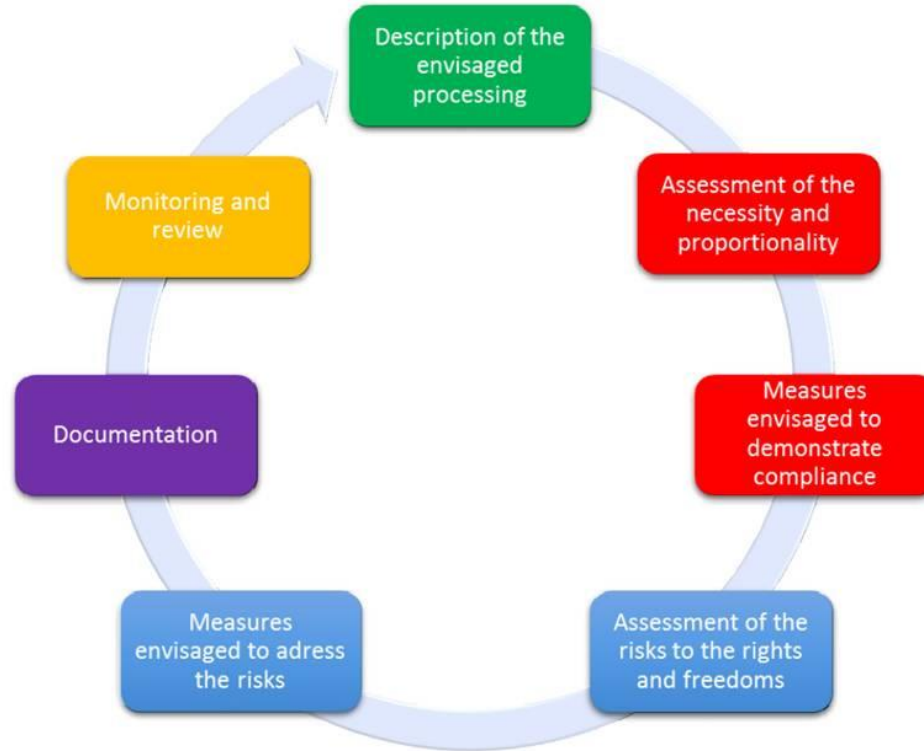 Description of the
envisaged
processing
Assessment of the
necessity and
proportionality
Measures
envisaged to
demonstrate
compliance
Assessment of the
risks to the rights
and freedoms
Measures
envisaged to adress
the risks
Documentation
Monitoring and
review